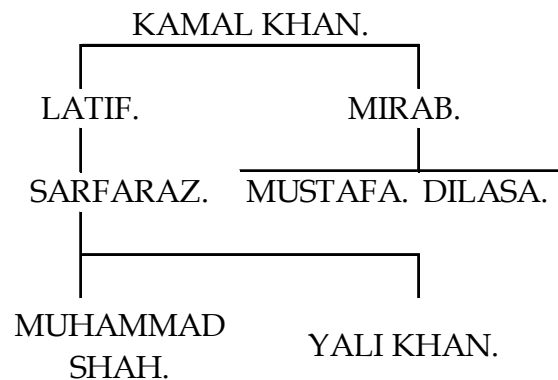 KAMAL KHAN.
LATIF. MIRAB.
SARFARAZ. MUSTAFA. DILASA.
MUHAMMAD
SHAH.
YALI KHAN.